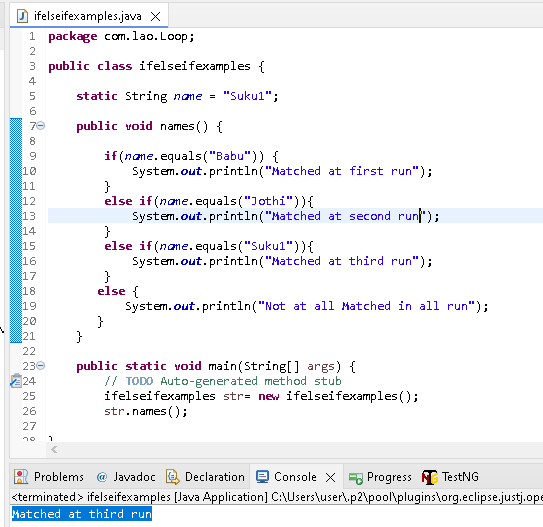 ifelseifexamples.java
1 package com.lao.Loop;
2
3 public class ifelseifexamples {
4
5 static String name = "Suku1";
6
7 public void names() {
8
9 if(name.equals("Babu")) {
10 System.out.println("Matched at first run");
11 }
12 else if(name.equals("Jothi")){
13 System.out.println("Matched at second run");
14 }
15 else if(name.equals("Suku1")){
16 System.out.println("Matched at third run");
17 }
18 else {
19 System.out.println("Not at all Matched in all run");
20 }
21 }
22
23 public static void main(String[] args) {
24 // TODO Auto-generated method stub
25 ifelseifexamples str= new ifelseifexamples();
26 str.names();
27
28 }
Problems @ Javadoc Declaration Console Progress TestNG
<terminated> ifelseifexamples [Java Application] C:\Users\user\.p2\pool\plugins\org.eclipse.justj.ope
Matched at third run